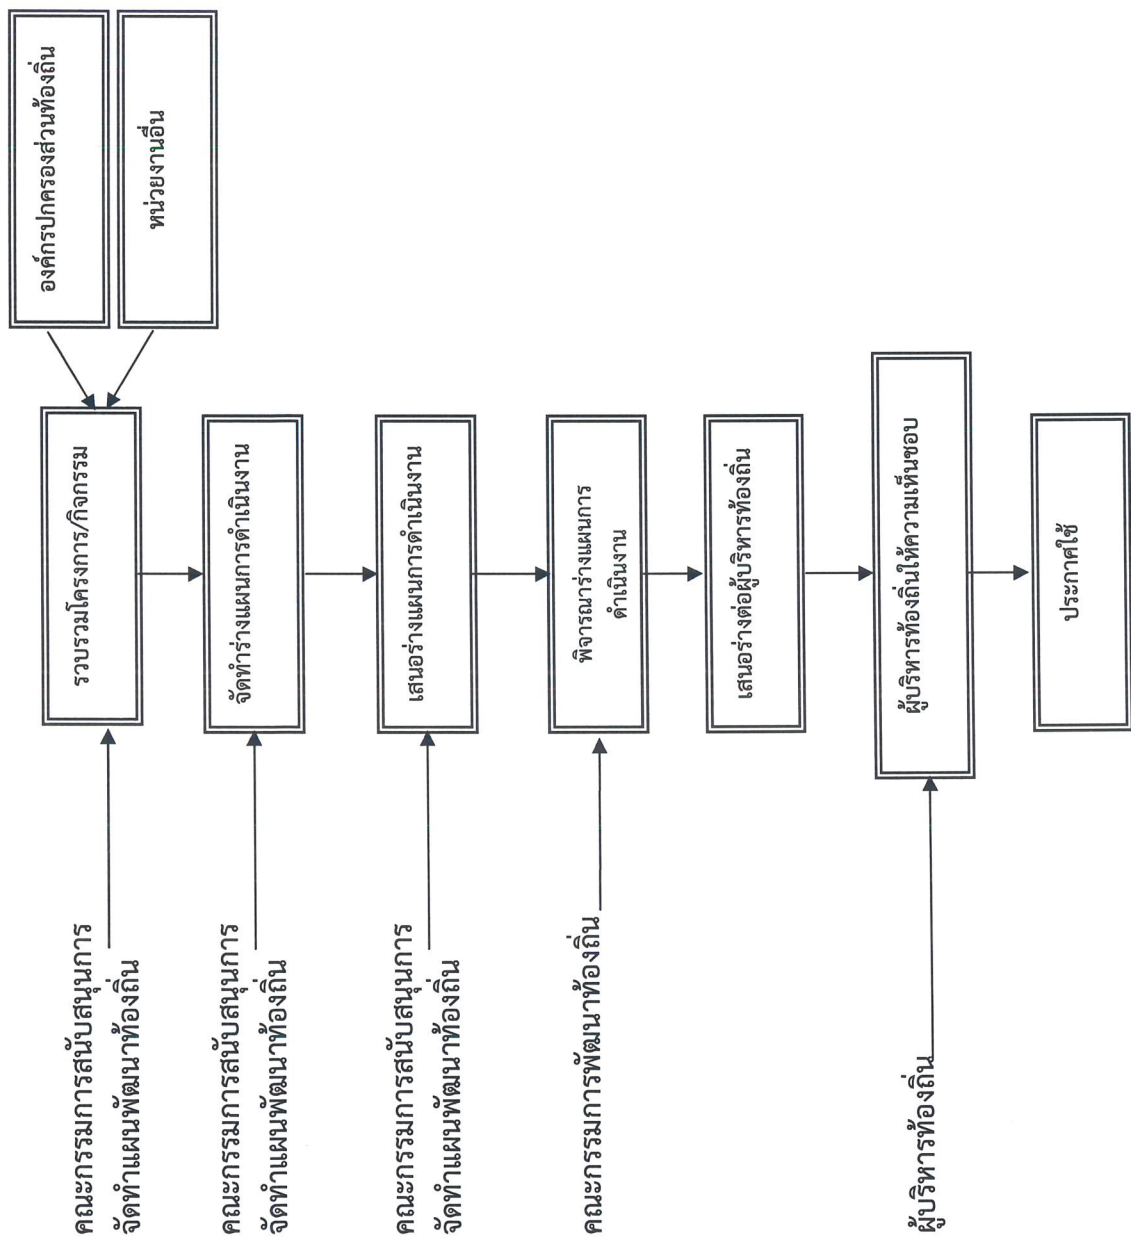 องค์กรปกครองส่วนท้องถิ่น
หน่วยงานอื่น
คณะกรรมการสนับสนุนการ
จัดทำแผนพัฒนาท้องถิ่น
รวบรวมโครงการ/กิจกรรม
คณะกรรมการสนับสนุนการ
จัดทำแผนพัฒนาท้องถิ่น
จัดทำร่างแผนการดำเนินงาน
คณะกรรมการสนับสนุนการ
จัดทำแผนพัฒนาท้องถิ่น
เสนอร่างแผนการดำเนินงาน
คณะกรรมการพัฒนาท้องถิ่น
พิจารณาร่างแผนการ
ดำเนินงาน
เสนอร่างต่อผู้บริหารท้องถิ่น
ผู้บริหารท้องถิ่น
ผู้บริหารท้องถิ่นให้ความเห็นชอบ
ประกาศใช้